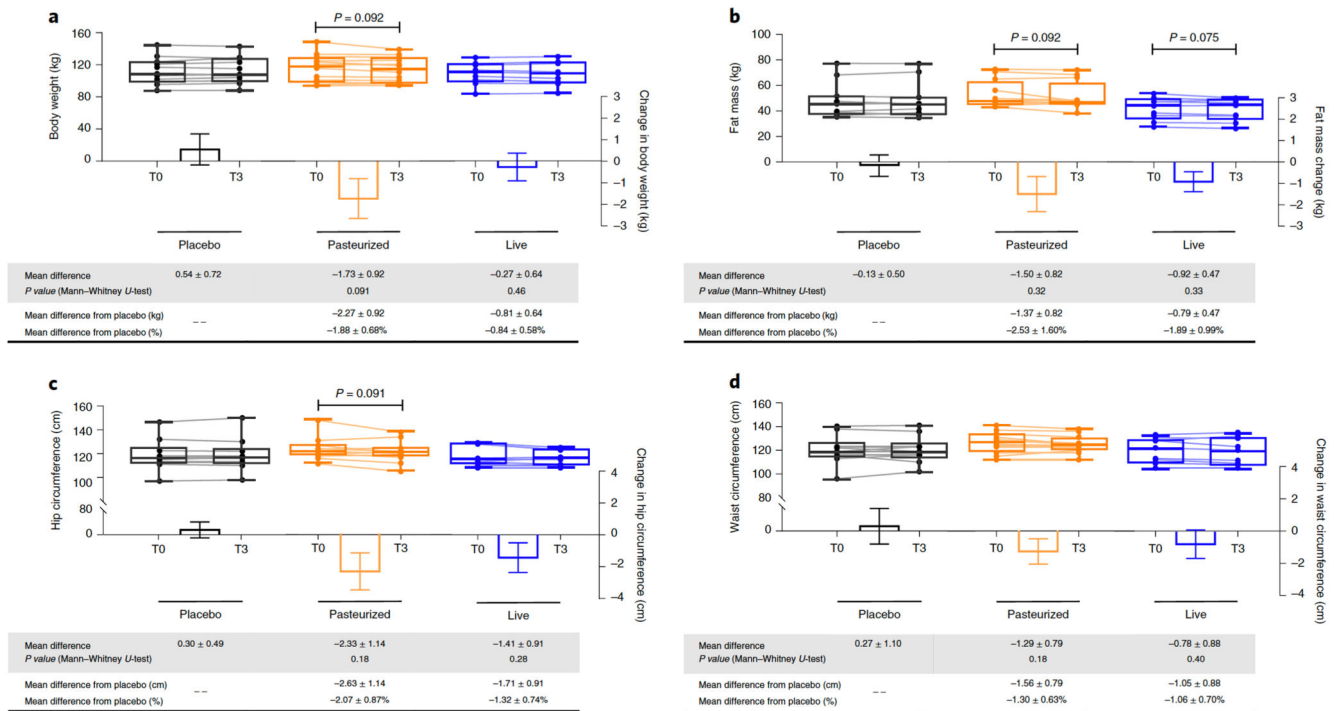 a
P = 0.092
Body weight (kg)
160
120
80
40
0
3
2
1
0
−1
−2
−3
Change in body weight (kg)
T0 T3 T0 T3 T0 T3
Placebo Pasteurized Live
Mean difference 0.54 ± 0.72 −1.73 ± 0.92 −0.27 ± 0.64
P value (Mann–Whitney U-test) 0.091 0.46
Mean difference from placebo (kg) −2.27 ± 0.92 −0.81 ± 0.64
Mean difference from placebo (%) −− −1.88 ± 0.68% −0.84 ± 0.58%
b
P = 0.092 P = 0.075
Fat mass (kg)
100
80
60
40
20
0
3
2
1
0
−1
−2
−3
Fat mass change (kg)
T0 T3 T0 T3 T0 T3
Placebo Pasteurized Live
Mean difference −0.13 ± 0.50 −1.50 ± 0.82 −0.92 ± 0.47
P value (Mann–Whitney U-test) 0.32 0.33
Mean difference from placebo (kg) −1.37 ± 0.82 −0.79 ± 0.47
Mean difference from placebo (%) −− −2.53 ± 1.60% −1.89 ± 0.99%
c
P = 0.091
Hip circumference (cm)
160
140
120
100
80
0
4
2
0
−2
−4
Change in hip circumference (cm)
T0 T3 T0 T3 T0 T3
Placebo Pasteurized Live
Mean difference 0.30 ± 0.49 −2.33 ± 1.14 −1.41 ± 0.91
P value (Mann–Whitney U-test) 0.18 0.28
Mean difference from placebo (cm) −2.63 ± 1.14 −1.71 ± 0.91
Mean difference from placebo (%) −− −2.07 ± 0.87% −1.32 ± 0.74%
d
Waist circumference (cm)
160
140
120
100
80
0
4
2
0
−2
−4
Change in waist circumference (cm)
T0 T3 T0 T3 T0 T3
Placebo Pasteurized Live
Mean difference 0.27 ± 1.10 −1.29 ± 0.79 −0.78 ± 0.88
P value (Mann–Whitney U-test) 0.18 0.40
Mean difference from placebo (cm) −1.56 ± 0.79 −1.05 ± 0.88
Mean difference from placebo (%) −− −1.30 ± 0.63% −1.06 ± 0.70%